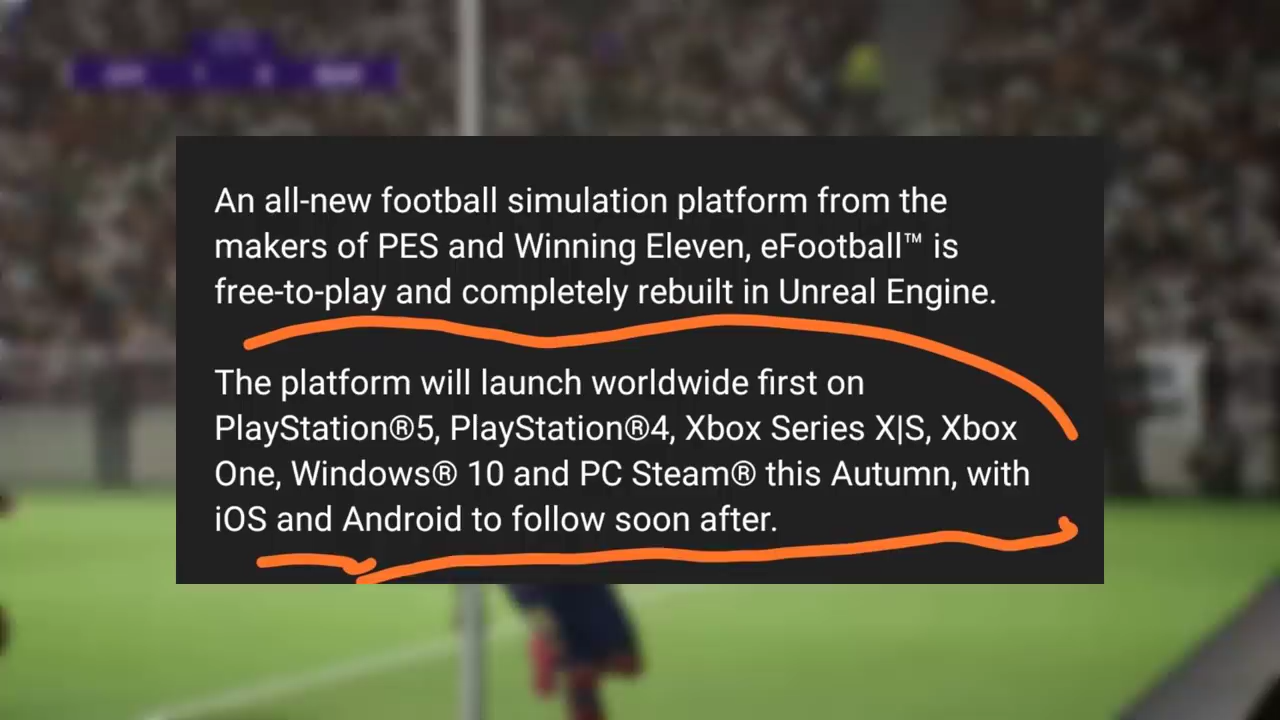 An all-new football simulation platform from the
makers of PES and Winning Eleven, eFootball™ is
free-to-play and completely rebuilt in Unreal Engine.
The platform will launch worldwide first on
PlayStation®5, PlayStation®4, Xbox Series X|S, Xbox
One, Windows® 10 and PC Steam® this Autumn, with
iOS and Android to follow soon after.